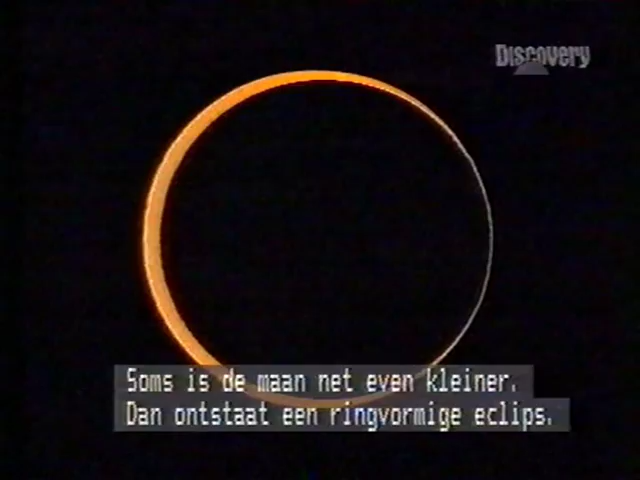 Discovery
Soms is de maan net even kleiner.
Dan ontstaat een ringvormige eclips.